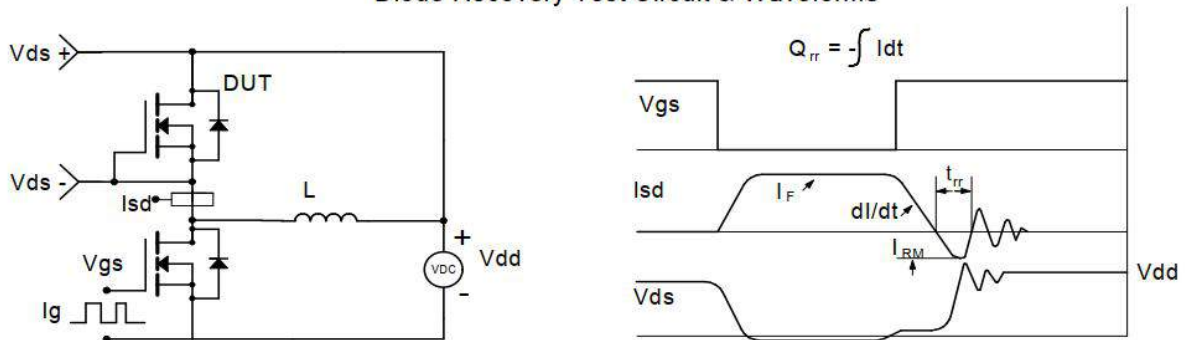 Diode Recovery Test Circuit & Waveforms
Vds +
DUT
Vds -
Isd
L
Vgs
Ig
+
VDC
-
Vdd
Q rr = -∫ Idt
Vgs
Isd
I F
dI/dt
t rr
I RM
Vds
Vdd